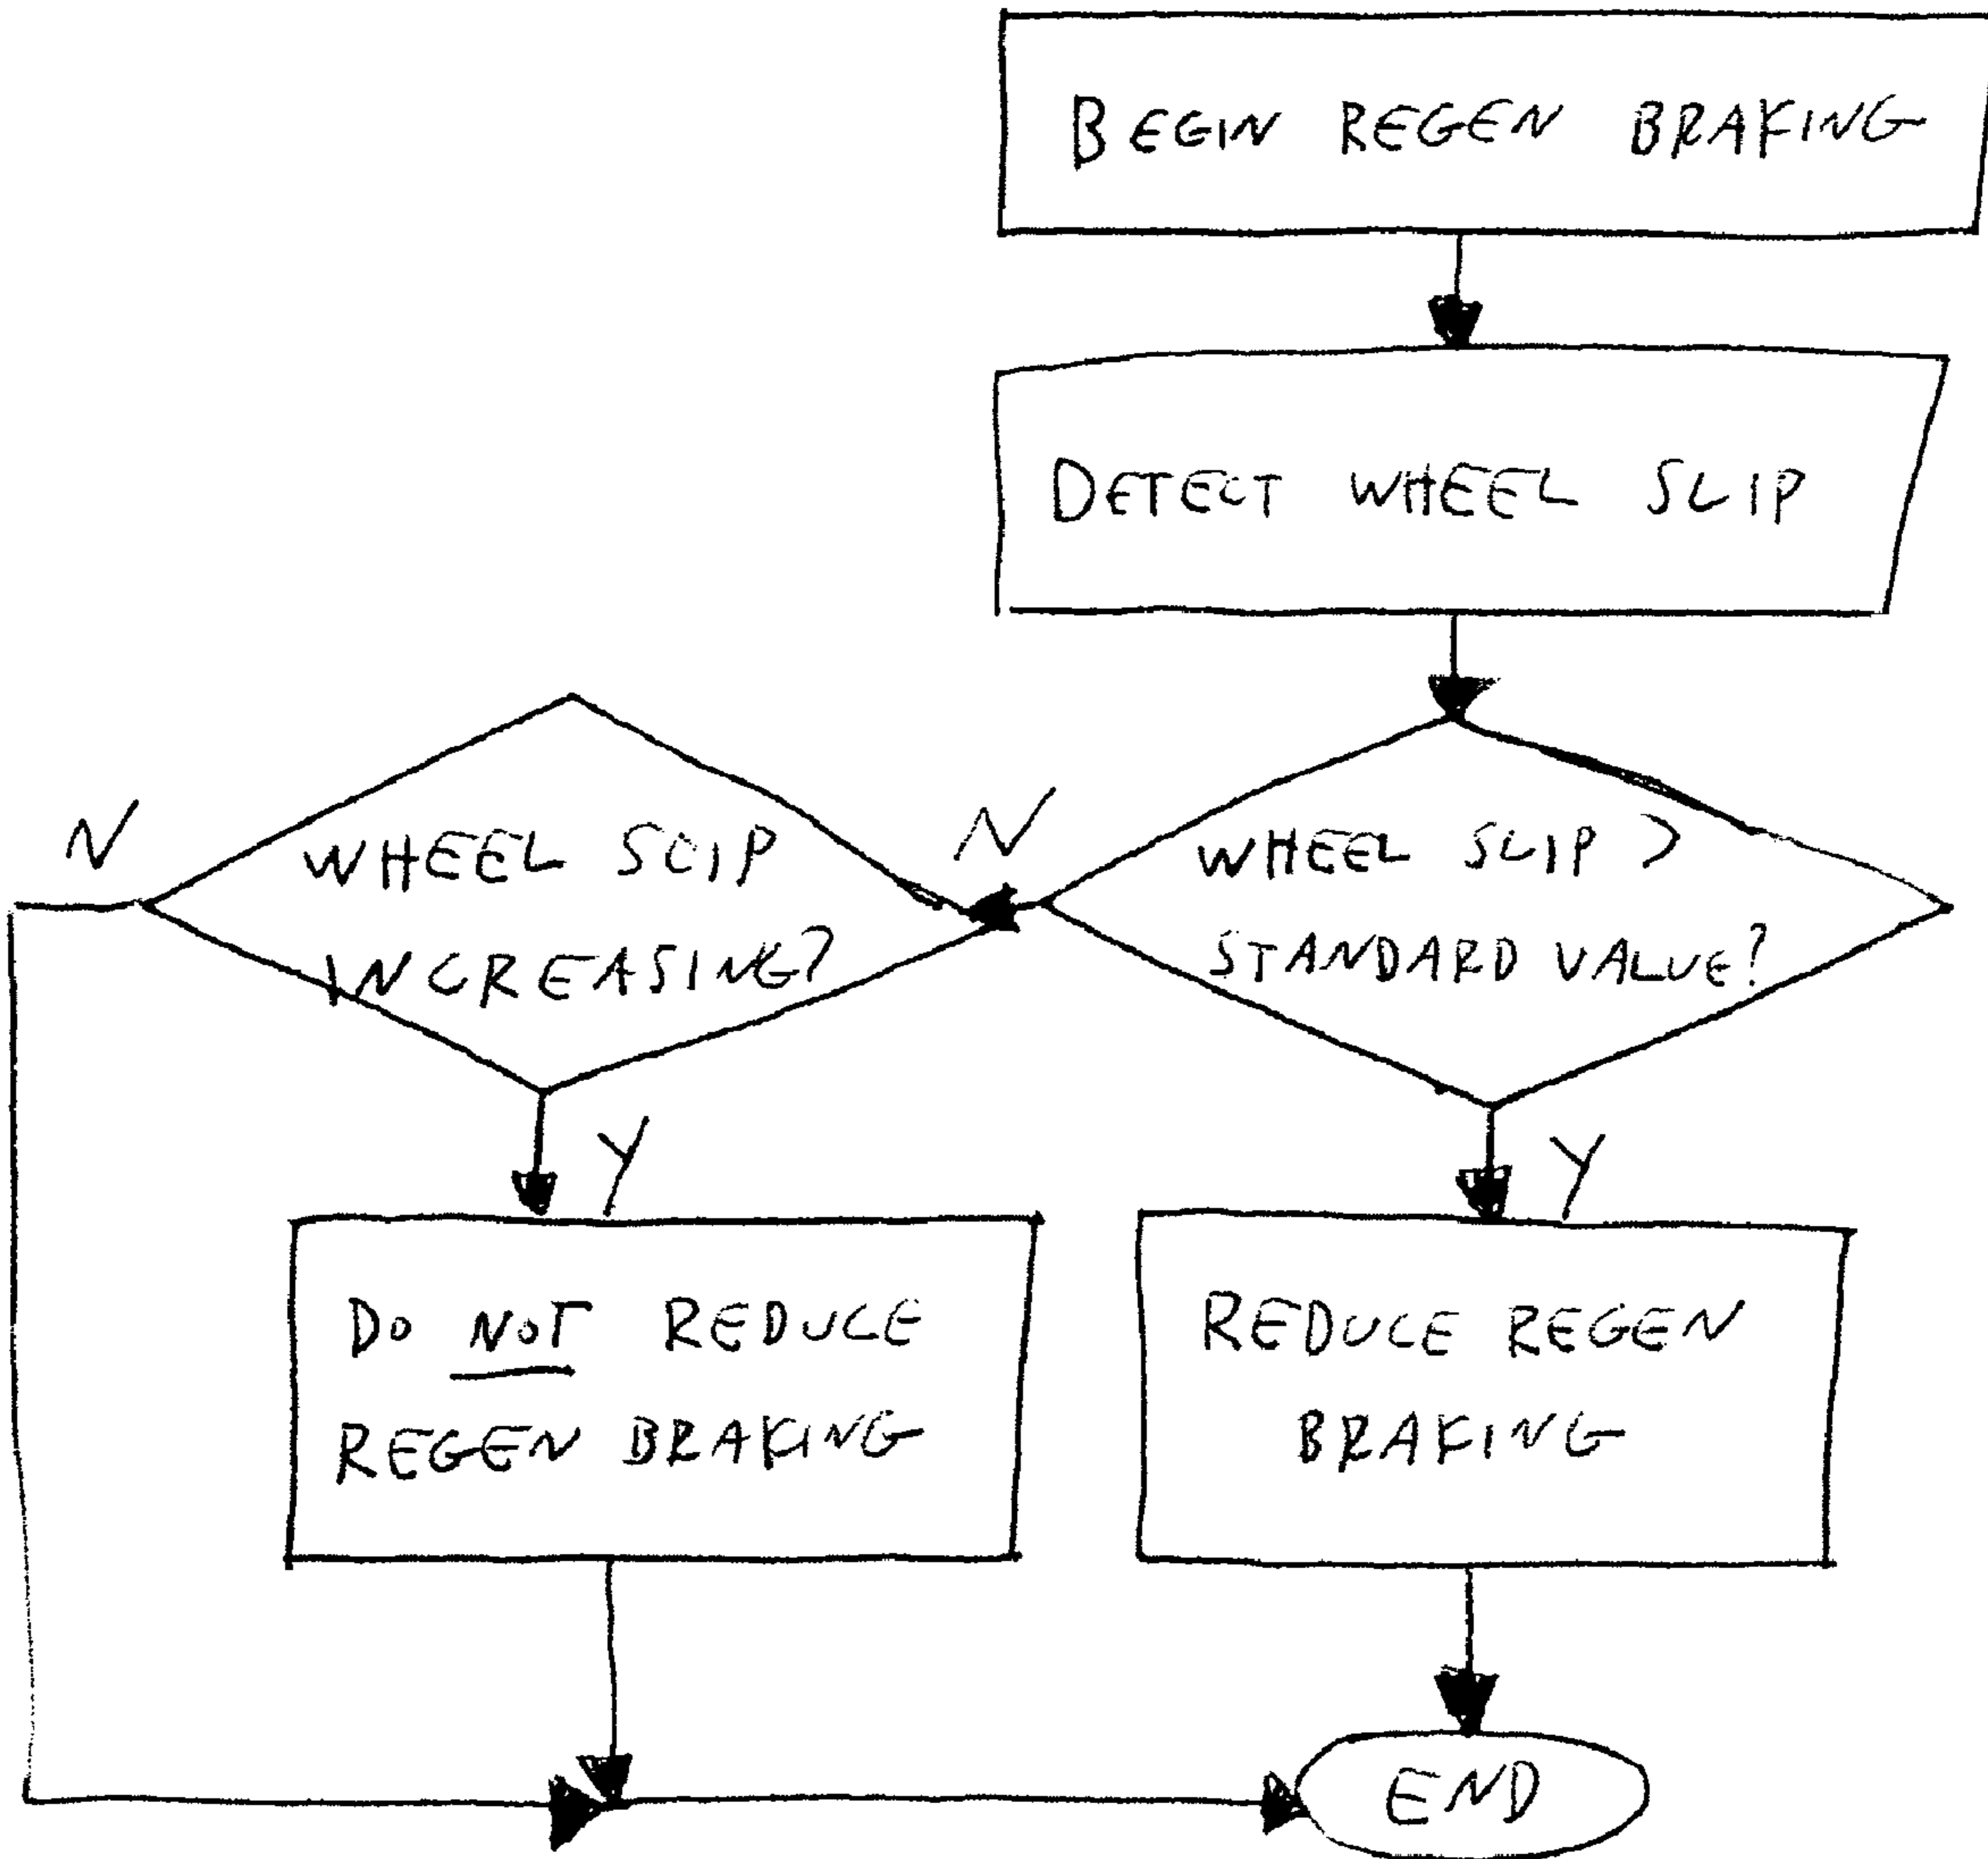 BEGIN REGEN BRAKING
DETECT WHEEL SLIP
N
WHEEL SLIP
INCREASING?
N
WHEEL SLIP >
STANDARD VALUE?
Y
Y
DO NOT REDUCE
REGEN BRAKING
REDUCE REGEN
BRAKING
END